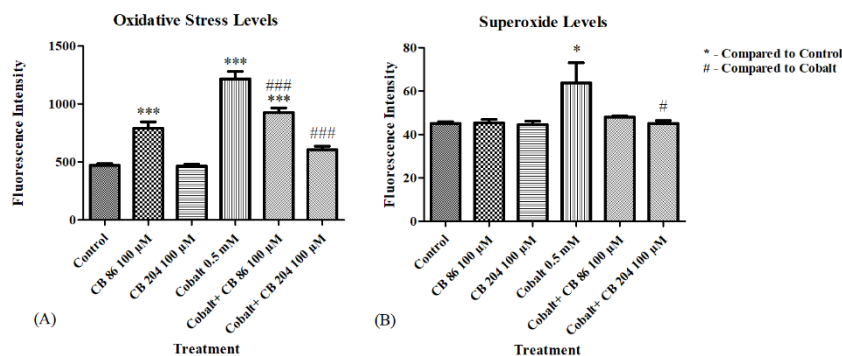 Oxidative Stress Levels
Fluorescence Intensity
1500
1000
500
0
***
***
###
***
###
Control
CB 86 100 µM
CB 204 100 µM
Cobalt 0.5 mM
Cobalt+ CB 86 100 µM
Cobalt+ CB 204 100 µM
(A)
Treatment
Superoxide Levels
Fluorescence Intensity
80
60
40
20
0
*
#
Control
CB 86 100 µM
CB 204 100 µM
Cobalt 0.5 mM
Cobalt+ CB 86 100 µM
Cobalt+ CB 204 100 µM
(B)
Treatment
* - Compared to Control
# - Compared to Cobalt